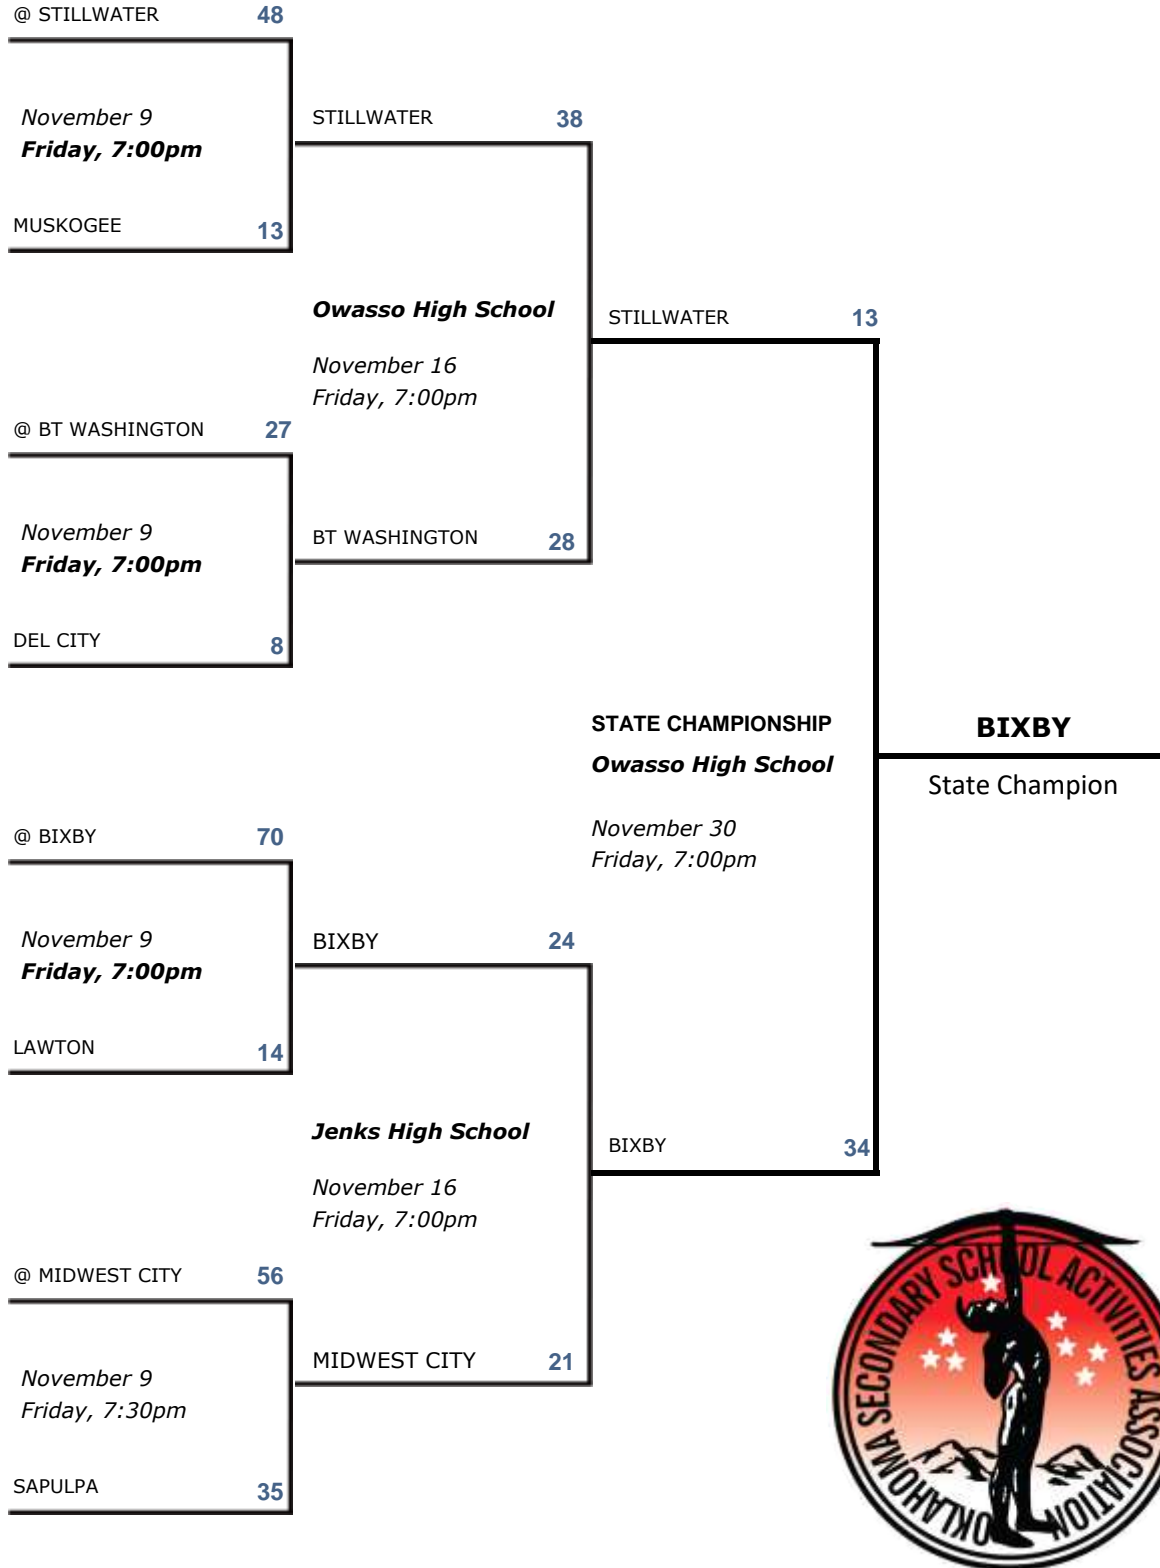 @ STILLWATER 48
November 9
Friday, 7:00pm
MUSKOGEE 13
STILLWATER 38
Owasso High School
November 16
Friday, 7:00pm
@ BT WASHINGTON 27
November 9
Friday, 7:00pm
DEL CITY 8
BT WASHINGTON 28
STILLWATER 13
STATE CHAMPIONSHIP
Owasso High School
November 30
Friday, 7:00pm
BIXBY
State Champion
@ BIXBY 70
November 9
Friday, 7:00pm
LAWTON 14
BIXBY 24
Jenks High School
November 16
Friday, 7:00pm
BIXBY 34
@ MIDWEST CITY 56
November 9
Friday, 7:30pm
SAPULPA 35
MIDWEST CITY 21
OKLAHOMA SECONDARY SCHOOL ACTIVITIES ASSOCIATION